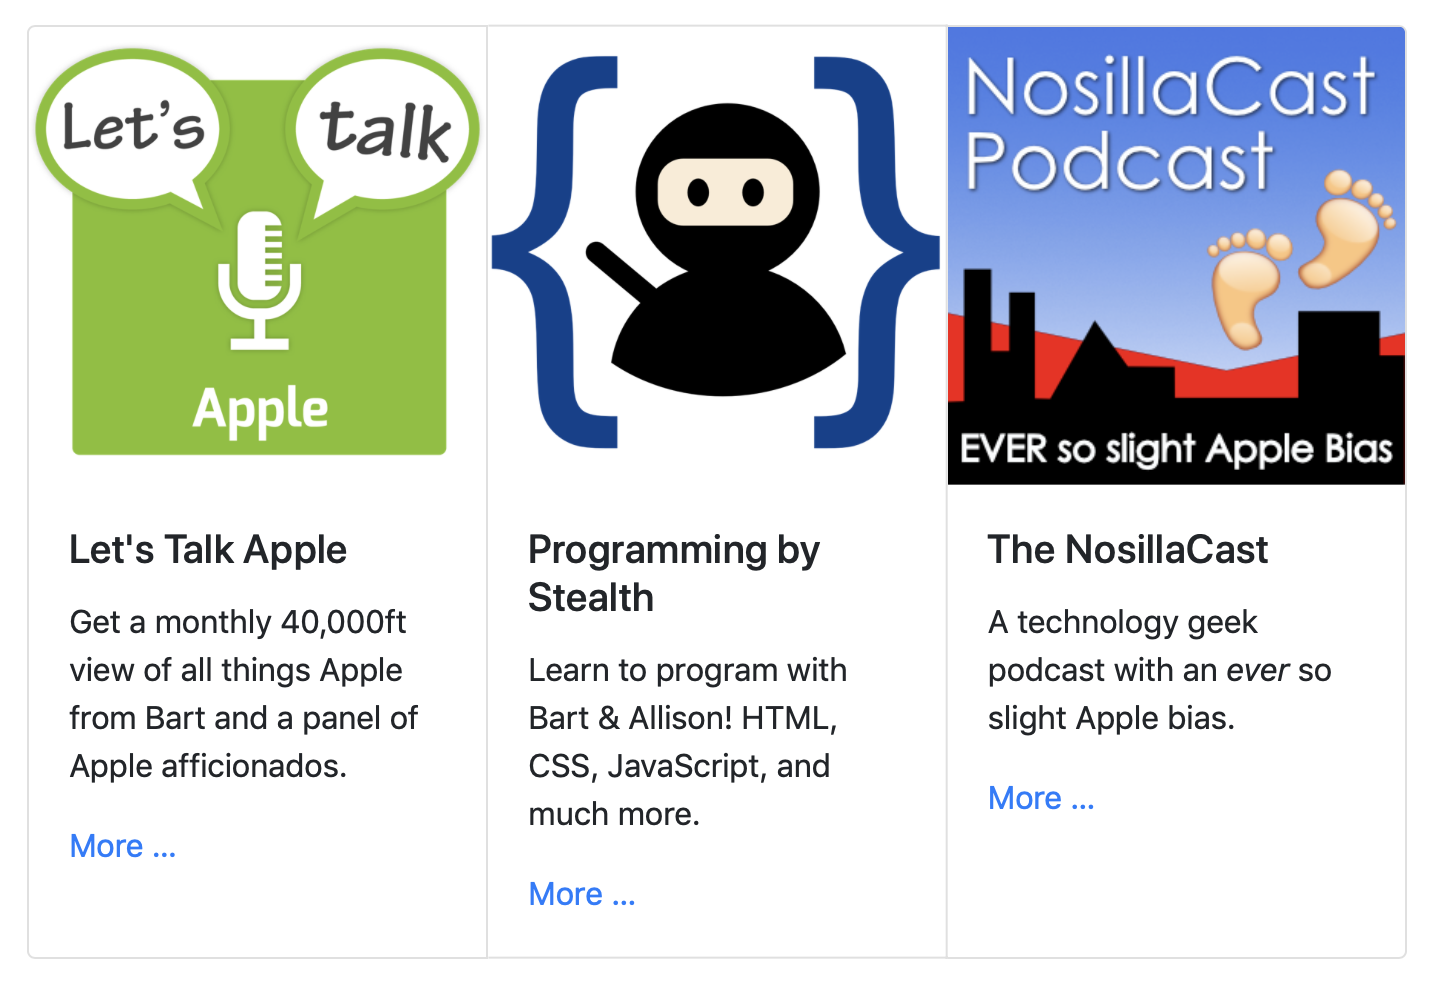 Let's talk
Apple
NosillaCast
Podcast
EVER so slight Apple Bias
Let's Talk Apple
Get a monthly 40,000ft
view of all things Apple
from Bart and a panel of
Apple afficionados.
More ...
Programming by
Stealth
Learn to program with
Bart & Allison! HTML,
CSS, JavaScript, and
much more.
More ...
The NosillaCast
A technology geek
podcast with an ever so
slight Apple bias.
More ...